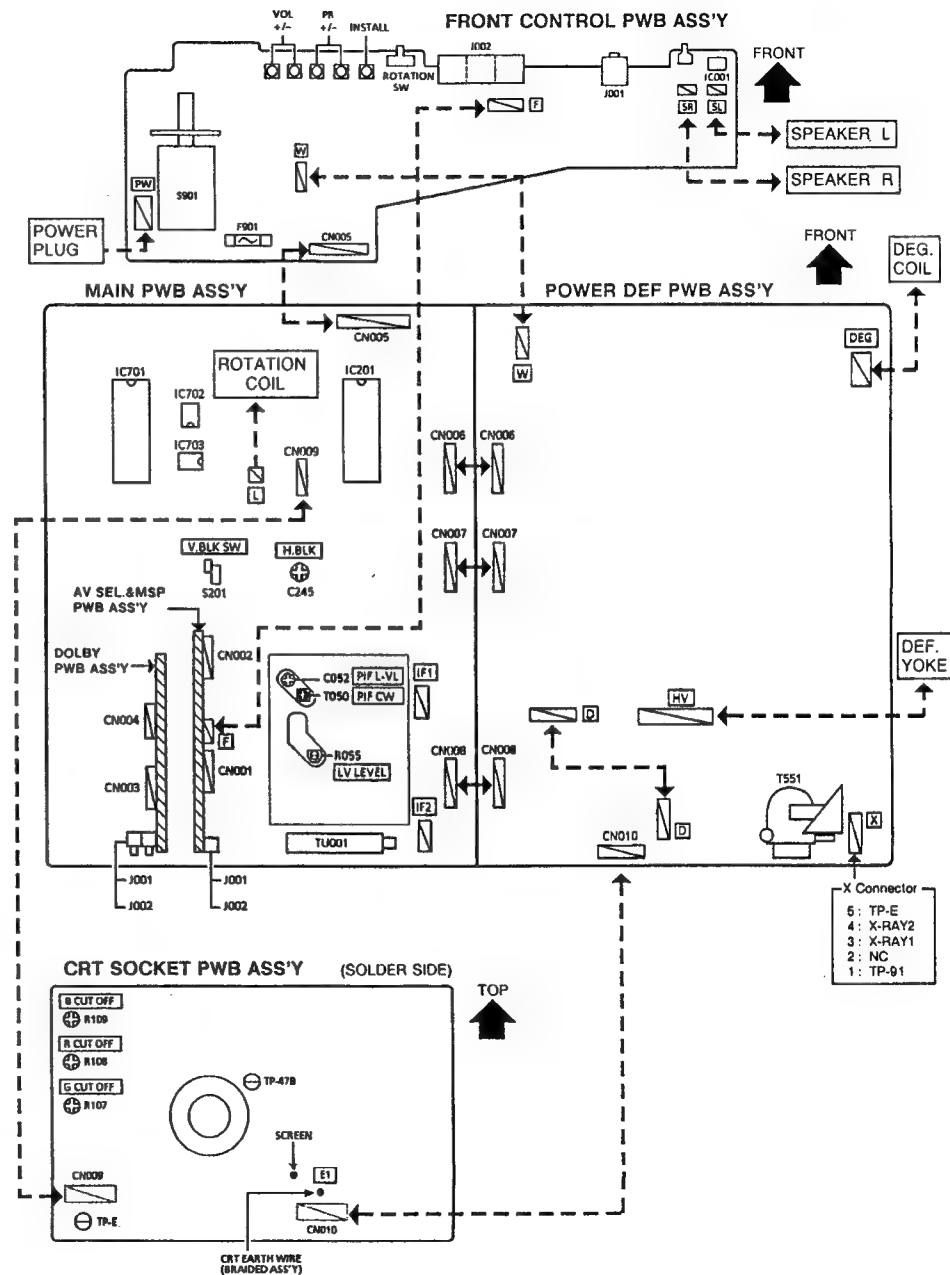 FRONT CONTROL PWB ASS'Y
VOL
+/–
PR
+/–
INSTALL
ROTATION
SW
J002
J001
IC001
SR
SL
FRONT
F
W
SPEAKER L
SPEAKER R
PW
S901
F901
CN005
POWER
PLUG
FRONT
DEG.
COIL
MAIN PWB ASS'Y
POWER DEF PWB ASS'Y
CN005
W
DEG
IC701
IC702
IC703
ROTATION
COIL
L
CN009
IC201
CN006
CN006
CN007
CN007
V.BLK SW
S201
H.BLK
C245
AV SEL.&MSP
PWB ASS'Y
DOLBY
PWB ASS'Y
CN002
CN004
F
CN001
CN003
C052
PIF L-VL
T050
PIF CW
R055
LV LEVEL
IF1
IF2
TU001
CN008
CN008
D
HV
DEF.
YOKE
D
CN010
T551
X
J001
J002
J001
J002
X Connector
5 : TP-E
4 : X-RAY2
3 : X-RAY1
2 : NC
1 : TP-91
CRT SOCKET PWB ASS'Y
(SOLDER SIDE)
TOP
B CUT OFF
R109
R CUT OFF
R108
G CUT OFF
R107
TP-47B
SCREEN
E1
CN009
TP-E
CN010
CRT EARTH WIRE
(BRAIDED ASS'Y)